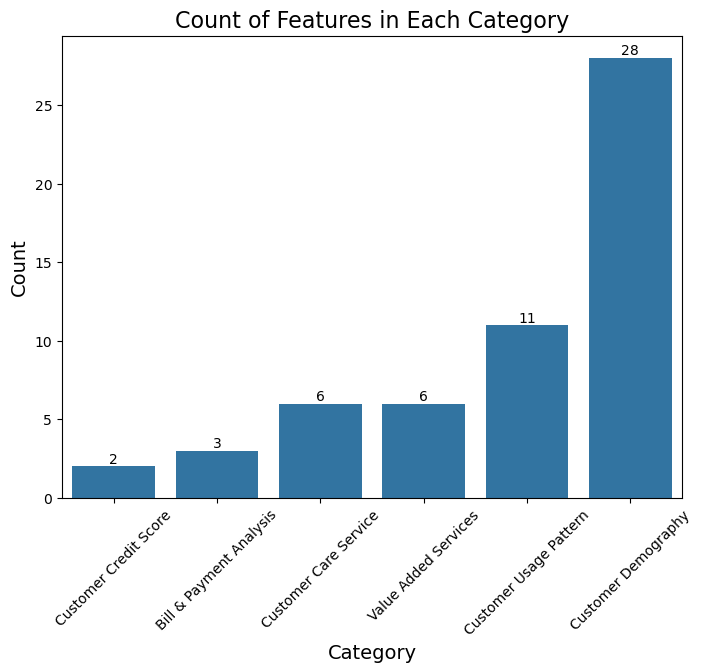 Count of Features in Each Category
Count
25
20
15
10
5
0
2
3
6
6
11
28
Customer Credit Score
Bill & Payment Analysis
Customer Care Service
Value Added Services
Customer Usage Pattern
Customer Demography
Category